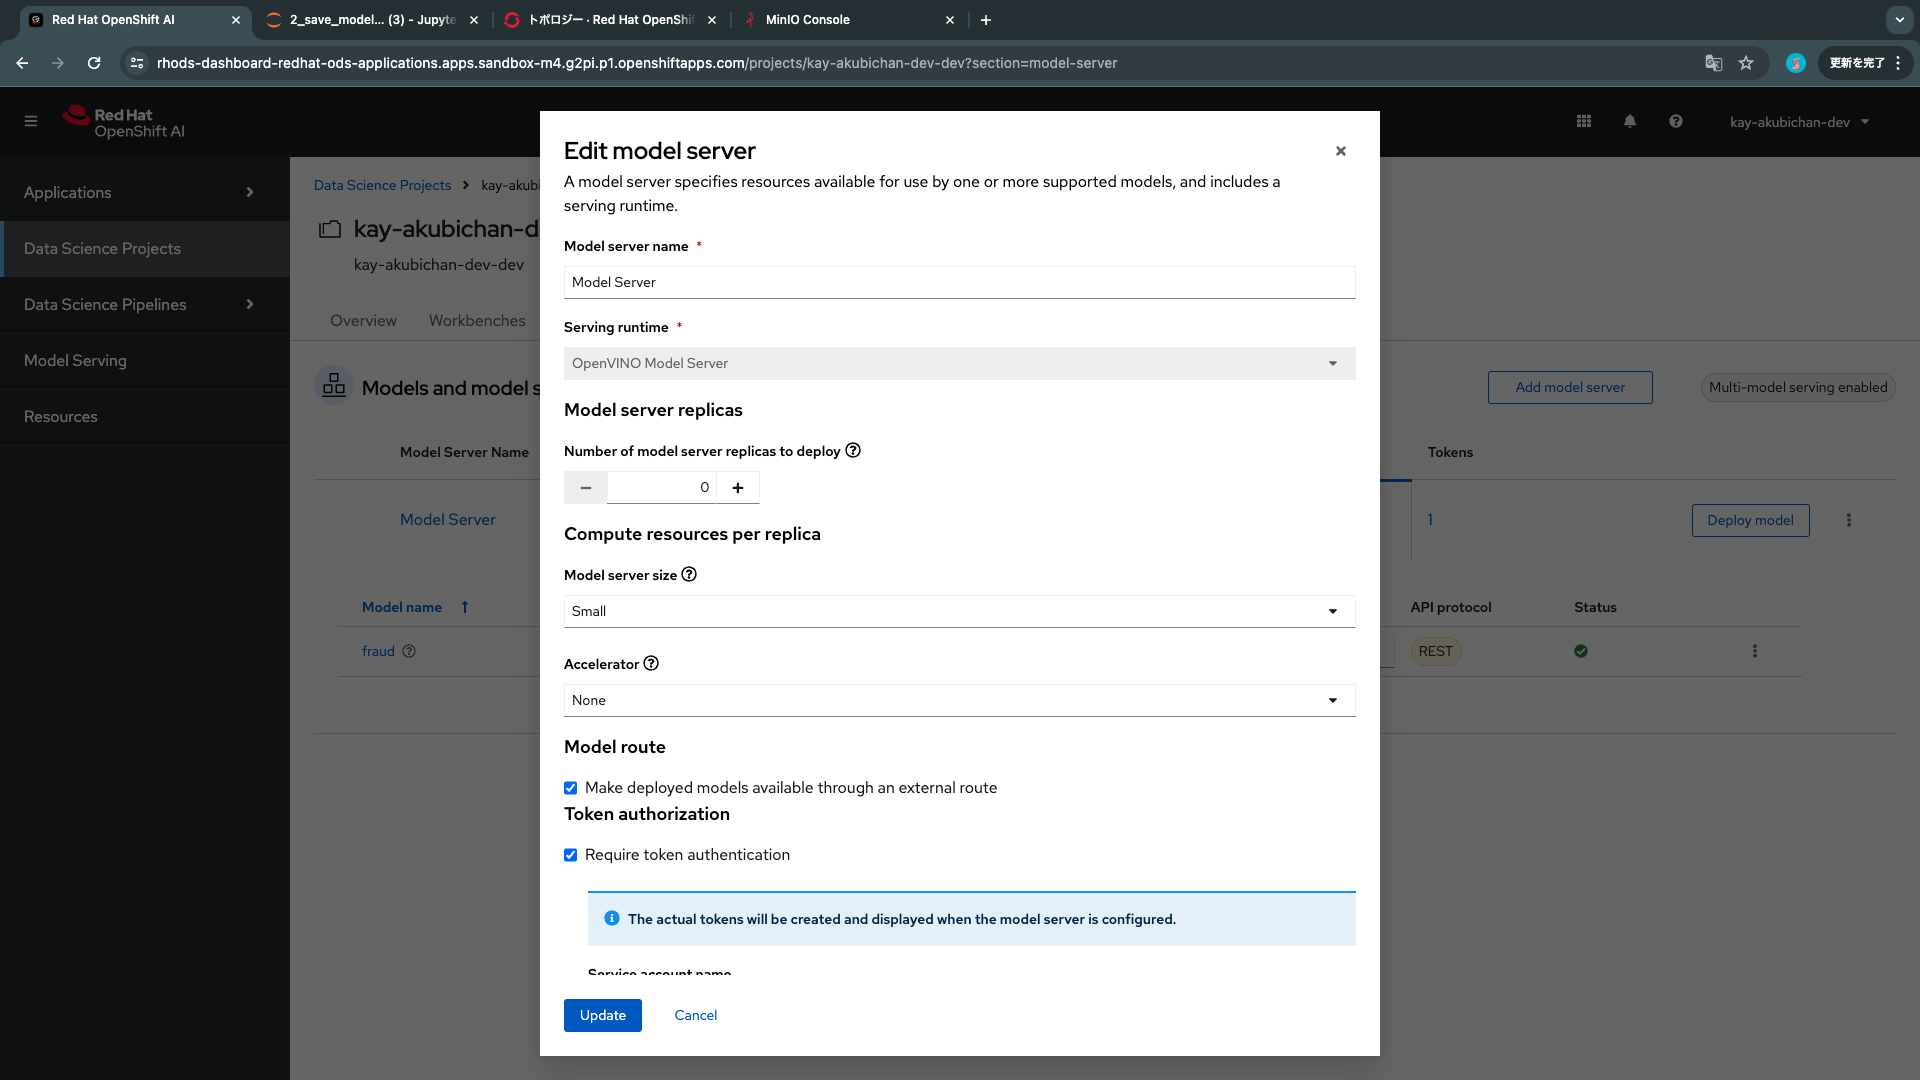 Red Hat OpenShift AI
2_save_model... (3) - Jupyte
トポロジー · Red Hat OpenShi
MinIO Console
rhods-dashboard-redhat-ods-applications.apps.sandbox-m4.g2pi.p1.openshiftapps.com/projects/kay-akubichan-dev-dev?section=model-server
更新を完了
Red Hat
OpenShift AI
kay-akubichan-dev
Applications
Data Science Projects
Data Science Pipelines
Model Serving
Resources
Data Science Projects
kay-akubi
kay-akubichan-d
kay-akubichan-dev-dev
Overview
Workbenches
Models and model s
Add model server
Multi-model serving enabled
Model Server Name
Tokens
Model Server
1
Deploy model
Model name
API protocol
Status
fraud
REST
Edit model server
A model server specifies resources available for use by one or more supported models, and includes a
serving runtime.
Model server name *
Model Server
Serving runtime *
OpenVINO Model Server
Model server replicas
Number of model server replicas to deploy
0
Compute resources per replica
Model server size
Small
Accelerator
None
Model route
Make deployed models available through an external route
Token authorization
Require token authentication
The actual tokens will be created and displayed when the model server is configured.
Service account name
Update
Cancel